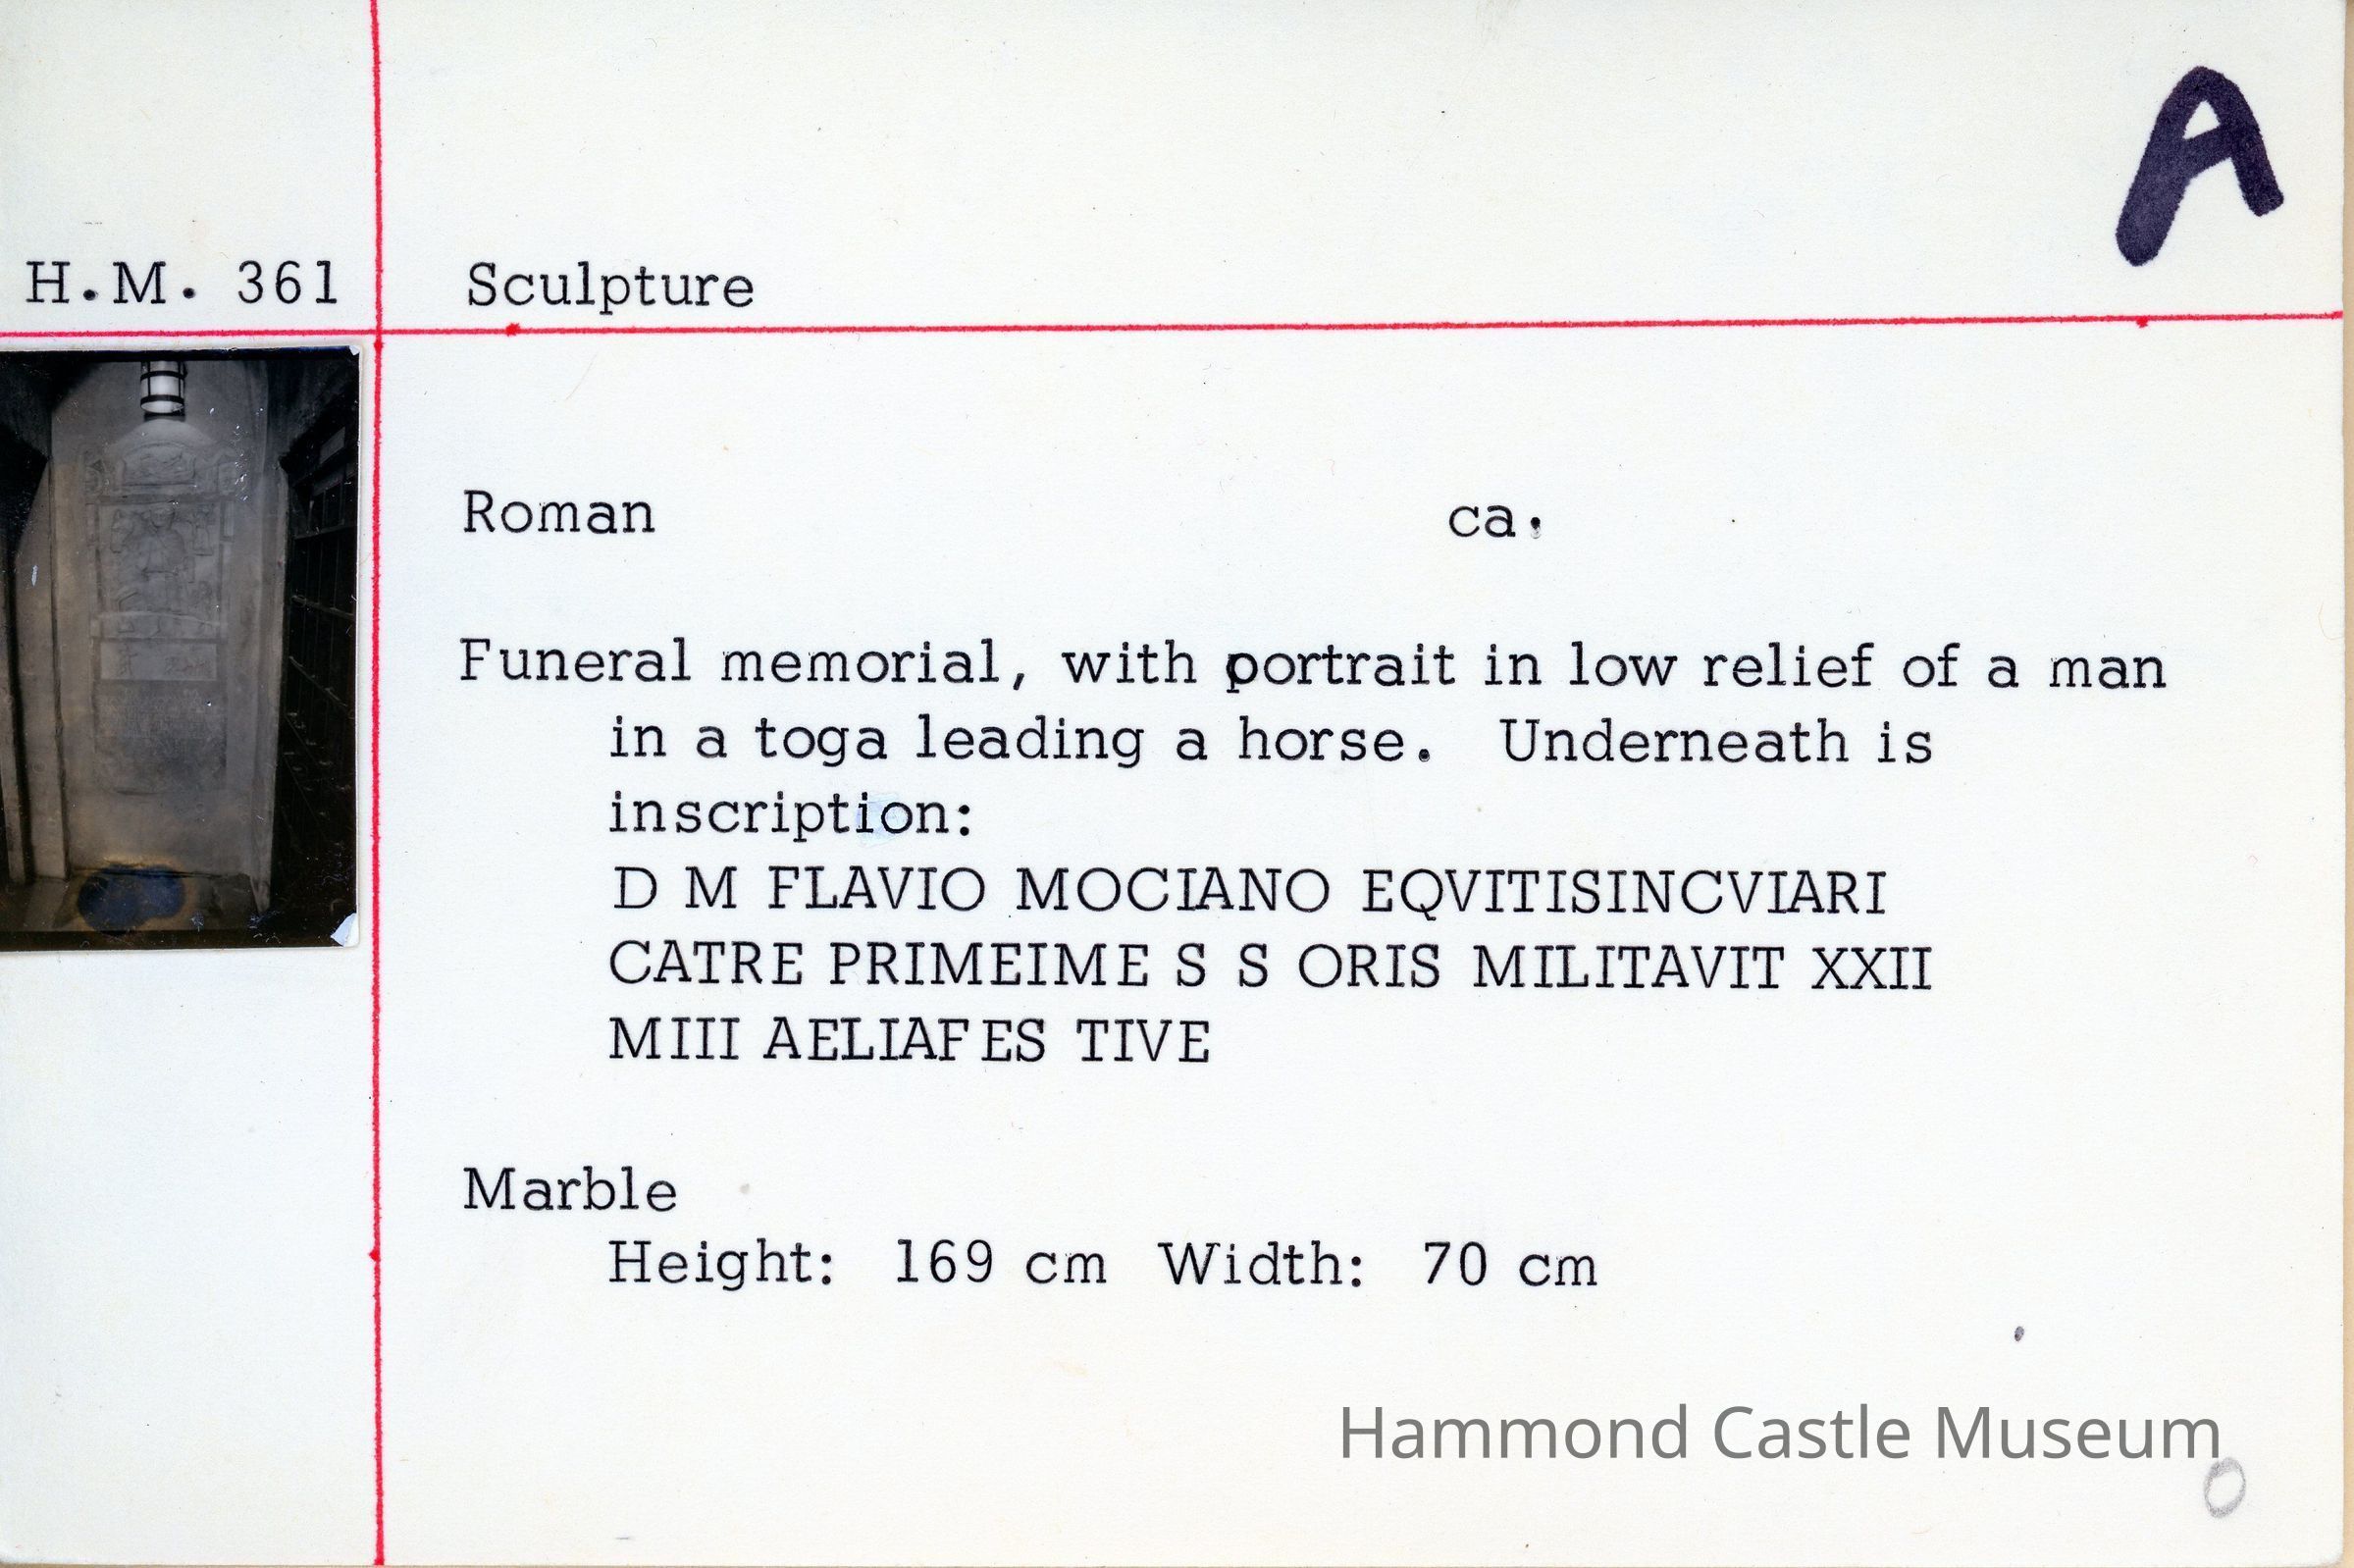 A
H.M. 361 Sculpture
Roman ca.
Funeral memorial, with portrait in low relief of a man
in a toga leading a horse. Underneath is
inscription:
D M FLAVIO MOCIANO EQVITISINCVIARI
CATRE PRIMEIME S S ORIS MILITAVIT XXII
MIII AELIAFES TIVE
Marble
Height: 169 cm Width: 70 cm
Hammond Castle Museum